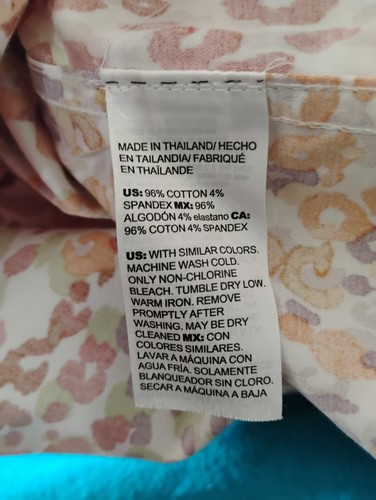 MADE IN THAILAND/ HECHO
EN TAILANDIA/ FABRIQUÉ
EN THAÏLANDE
US: 96% COTTON 4%
SPANDEX MX: 96%
ALGODÓN 4% elastano CA:
96% COTON 4% SPANDEX
US: WITH SIMILAR COLORS.
MACHINE WASH COLD.
ONLY NON-CHLORINE
BLEACH. TUMBLE DRY LOW.
WARM IRON. REMOVE
PROMPTLY AFTER
WASHING. MAY BE DRY
CLEANED MX: CON
COLORES SIMILARES.
LAVAR A MÁQUINA CON
AGUA FRÍA. SOLAMENTE
BLANQUEADOR SIN CLORO.
SECAR A MÁQUINA A BAJA